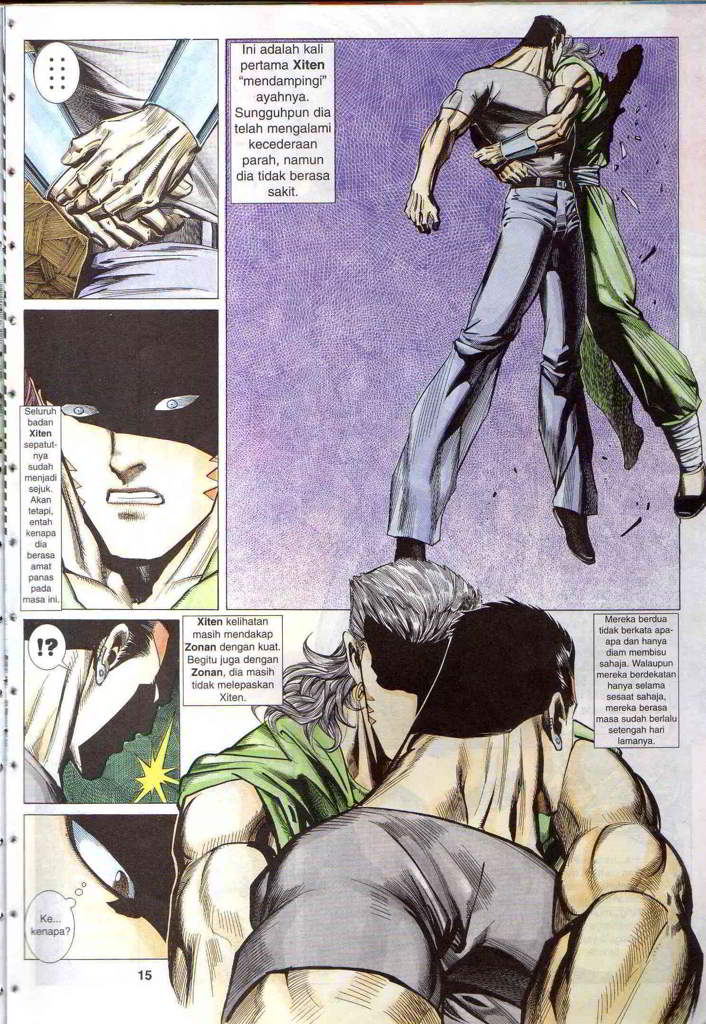 Ini adalah kali
pertama Xiten
"mendampingi"
ayahnya.
Sungguhpun dia
telah mengalami
kecederaan
parah, namun
dia tidak berasa
sakit.
Seluruh
badan
Xiten
sepatut-
nya
sudah
menjadi
sejuk.
Akan
tetapi,
entah
kenapa
dia
berasa
amat
panas
pada
masa ini.
!?
Xiten kelihatan
masih mendakap
Zonan dengan kuat.
Begitu juga dengan
Zonan, dia masih
tidak melepaskan
Xiten.
Mereka berdua
tidak berkata apa-
apa dan hanya
diam membisu
sahaja. Walaupun
mereka berdekatan
hanya selama
sesaat sahaja,
mereka berasa
masa sudah berlalu
setengah hari
lamanya.
Ke...
kenapa?
15